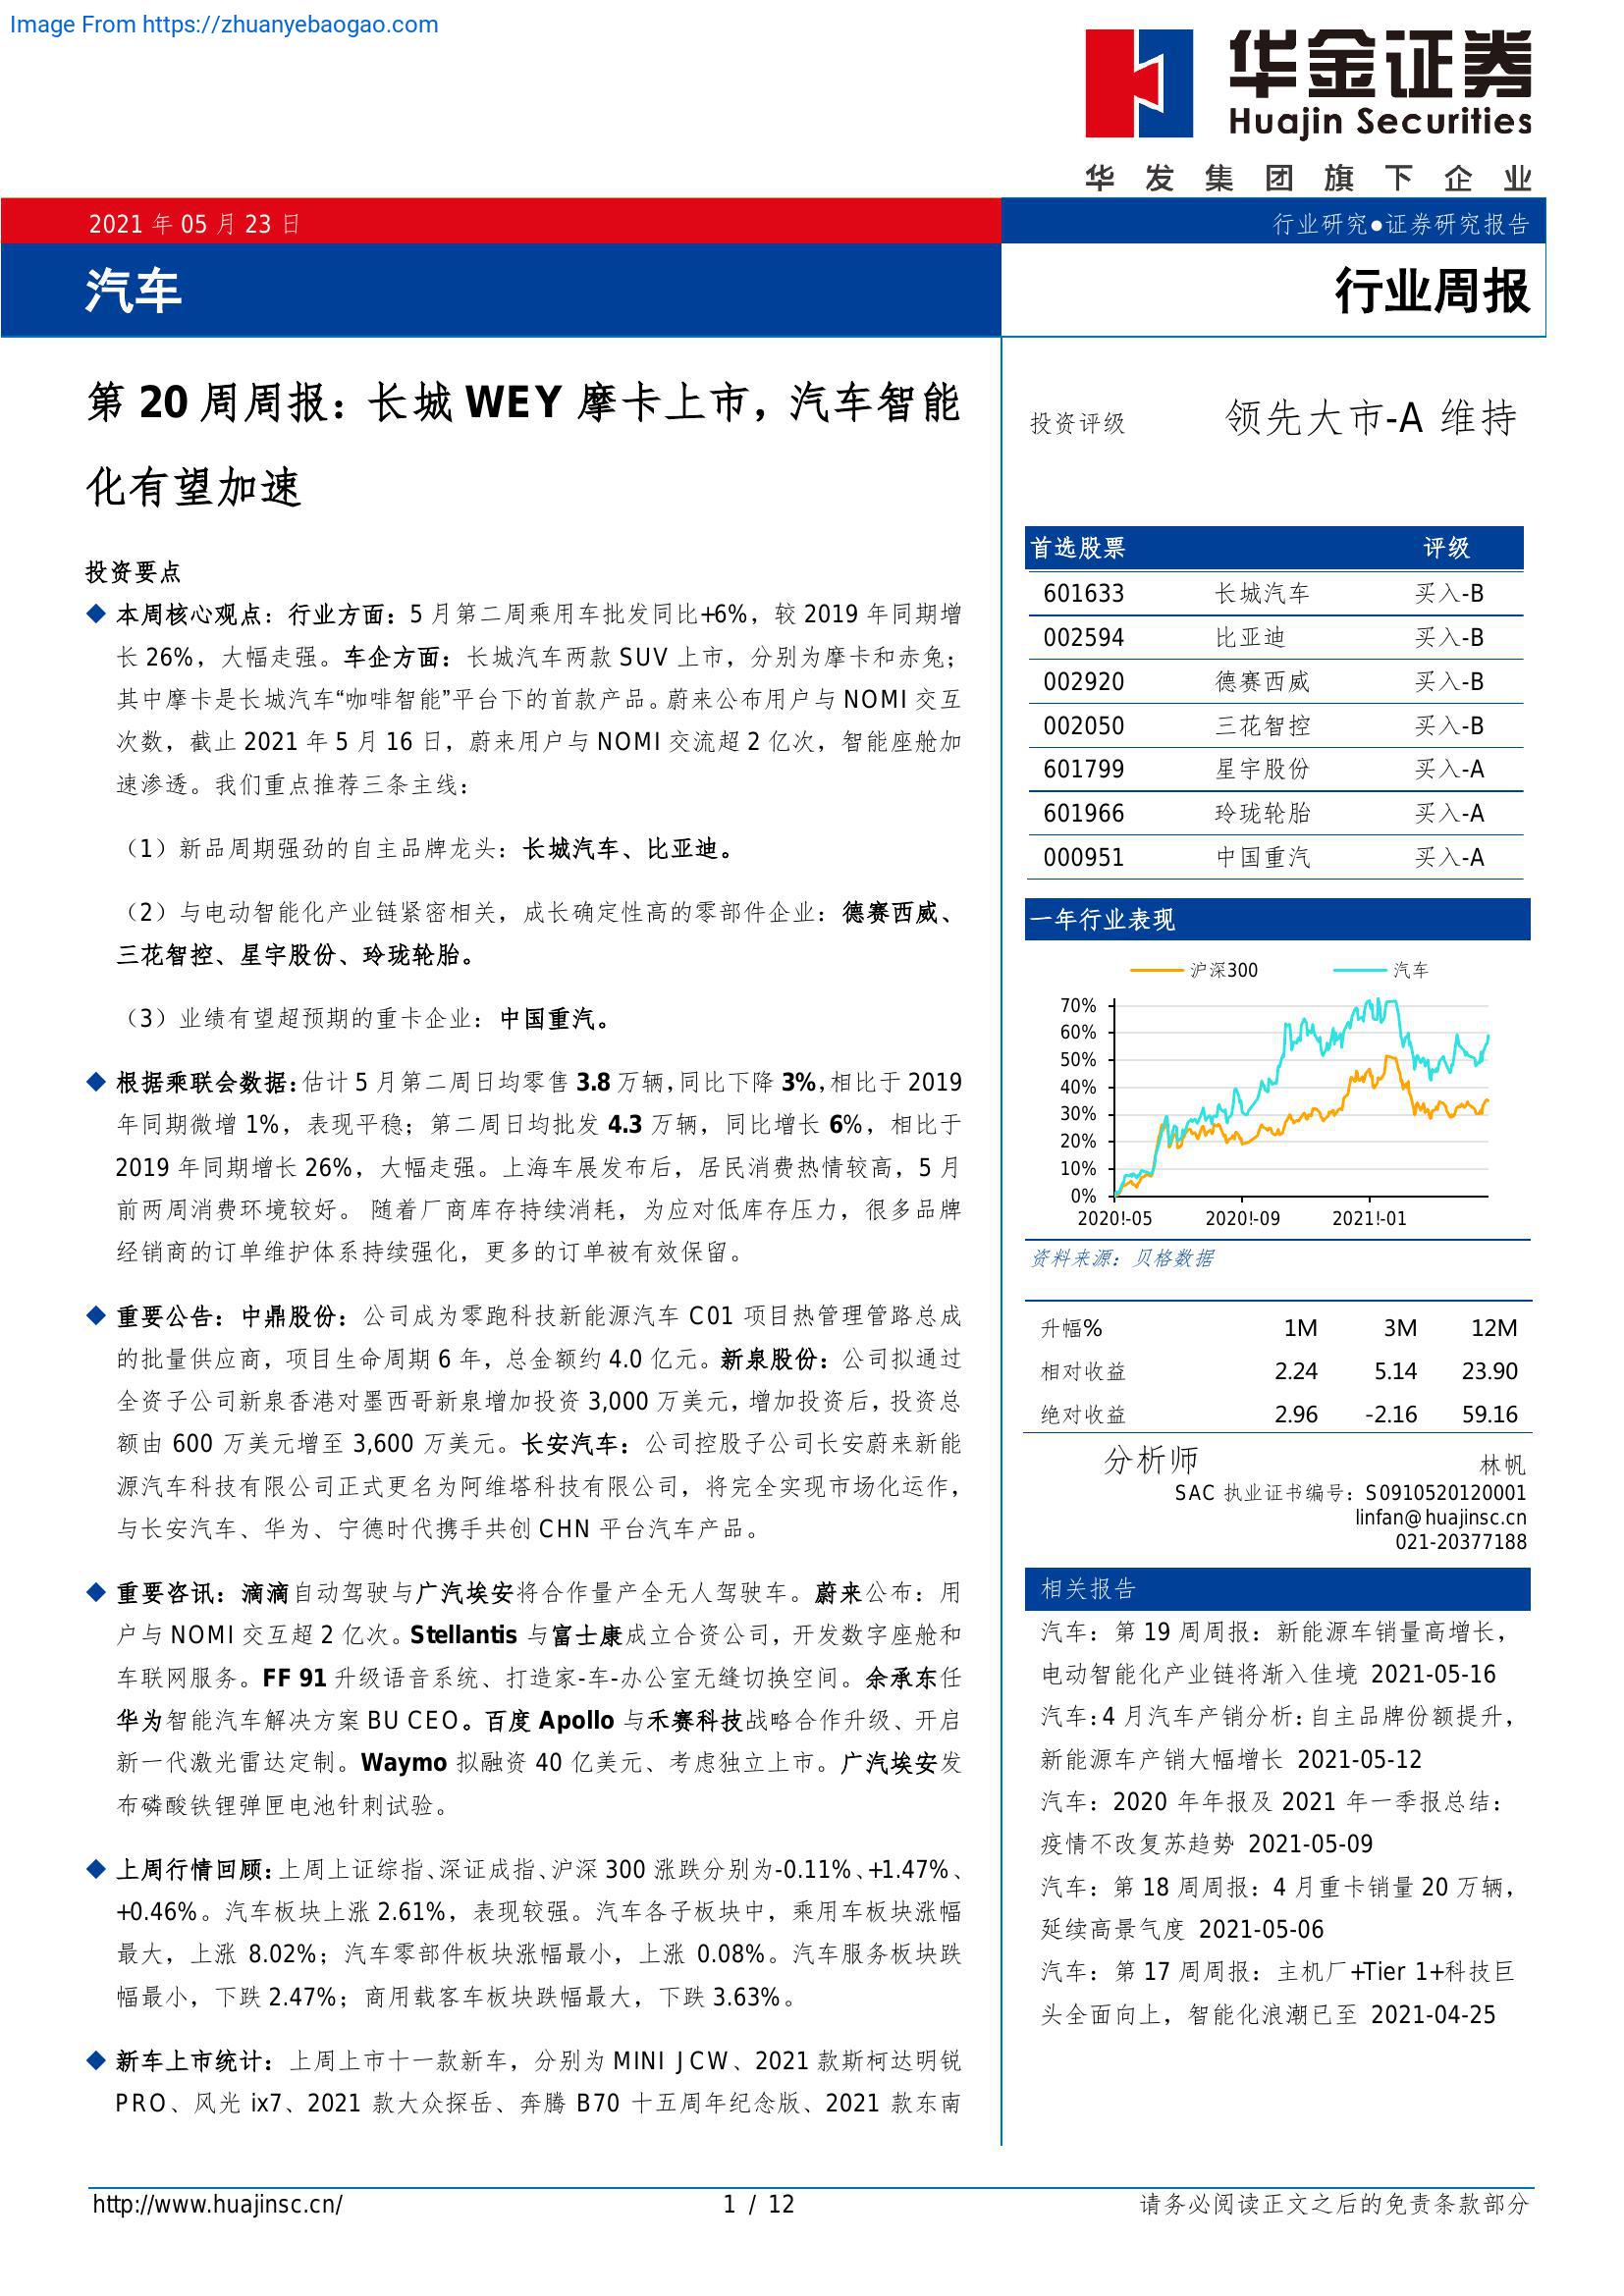 Image From https://zhuanyebaogao.com
华金证券
Huajin Securities
华发集团旗下企业
2021 年 05 月 23 日
行业研究●证券研究报告
汽车
行业周报
第 20 周周报：长城 WEY 摩卡上市，汽车智能
化有望加速
投资要点
◆ 本周核心观点：行业方面：5 月第二周乘用车批发同比+6%，较 2019 年同期增
长 26%，大幅走强。车企方面：长城汽车两款 SUV 上市，分别为摩卡和赤兔；
其中摩卡是长城汽车“咖啡智能”平台下的首款产品。蔚来公布用户与 NOMI 交互
次数，截止 2021 年 5 月 16 日，蔚来用户与 NOMI 交流超 2 亿次，智能座舱加
速渗透。我们重点推荐三条主线：
（1）新品周期强劲的自主品牌龙头：长城汽车、比亚迪。
（2）与电动智能化产业链紧密相关，成长确定性高的零部件企业：德赛西威、
三花智控、星宇股份、玲珑轮胎。
（3）业绩有望超预期的重卡企业：中国重汽。
◆ 根据乘联会数据：估计 5 月第二周日均零售 3.8 万辆，同比下降 3%，相比于 2019
年同期微增 1%，表现平稳；第二周日均批发 4.3 万辆，同比增长 6%，相比于
2019 年同期增长 26%，大幅走强。上海车展发布后，居民消费热情较高，5 月
前两周消费环境较好。 随着厂商库存持续消耗，为应对低库存压力，很多品牌
经销商的订单维护体系持续强化，更多的订单被有效保留。
◆ 重要公告：中鼎股份：公司成为零跑科技新能源汽车 C01 项目热管理管路总成
的批量供应商，项目生命周期 6 年，总金额约 4.0 亿元。新泉股份：公司拟通过
全资子公司新泉香港对墨西哥新泉增加投资 3,000 万美元，增加投资后，投资总
额由 600 万美元增至 3,600 万美元。长安汽车：公司控股子公司长安蔚来新能
源汽车科技有限公司正式更名为阿维塔科技有限公司，将完全实现市场化运作，
与长安汽车、华为、宁德时代携手共创 CHN 平台汽车产品。
◆ 重要咨讯：滴滴自动驾驶与广汽埃安将合作量产全无人驾驶车。蔚来公布：用
户与 NOMI 交互超 2 亿次。Stellantis 与富士康成立合资公司，开发数字座舱和
车联网服务。FF 91 升级语音系统、打造家-车-办公室无缝切换空间。余承东任
华为智能汽车解决方案 BU CEO。百度 Apollo 与禾赛科技战略合作升级、开启
新一代激光雷达定制。Waymo 拟融资 40 亿美元、考虑独立上市。广汽埃安发
布磷酸铁锂弹匣电池针刺试验。
◆ 上周行情回顾：上周上证综指、深证成指、沪深 300 涨跌分别为-0.11%、+1.47%、
+0.46%。汽车板块上涨 2.61%，表现较强。汽车各子板块中，乘用车板块涨幅
最大，上涨 8.02%；汽车零部件板块涨幅最小，上涨 0.08%。汽车服务板块跌
幅最小，下跌 2.47%；商用载客车板块跌幅最大，下跌 3.63%。
◆ 新车上市统计：上周上市十一款新车，分别为 MINI JCW、2021 款斯柯达明锐
PRO、风光 ix7、2021 款大众探岳、奔腾 B70 十五周年纪念版、2021 款东南
投资评级 领先大市-A 维持
首选股票 评级
601633 长城汽车 买入-B
002594 比亚迪 买入-B
002920 德赛西威 买入-B
002050 三花智控 买入-B
601799 星宇股份 买入-A
601966 玲珑轮胎 买入-A
000951 中国重汽 买入-A
一年行业表现
沪深300 汽车
70%
60%
50%
40%
30%
20%
10%
0%
2020!-05 2020!-09 2021!-01
资料来源：贝格数据
升幅% 1M 3M 12M
相对收益 2.24 5.14 23.90
绝对收益 2.96 -2.16 59.16
分析师 林帆
SAC 执业证书编号：S0910520120001
linfan@huajinsc.cn
021-20377188
相关报告
汽车：第 19 周周报：新能源车销量高增长，
电动智能化产业链将渐入佳境 2021-05-16
汽车：4 月汽车产销分析：自主品牌份额提升，
新能源车产销大幅增长 2021-05-12
汽车：2020 年年报及 2021 年一季报总结：
疫情不改复苏趋势 2021-05-09
汽车：第 18 周周报：4 月重卡销量 20 万辆，
延续高景气度 2021-05-06
汽车：第 17 周周报：主机厂+Tier 1+科技巨
头全面向上，智能化浪潮已至 2021-04-25
http://www.huajinsc.cn/ 1 / 12 请务必阅读正文之后的免责条款部分